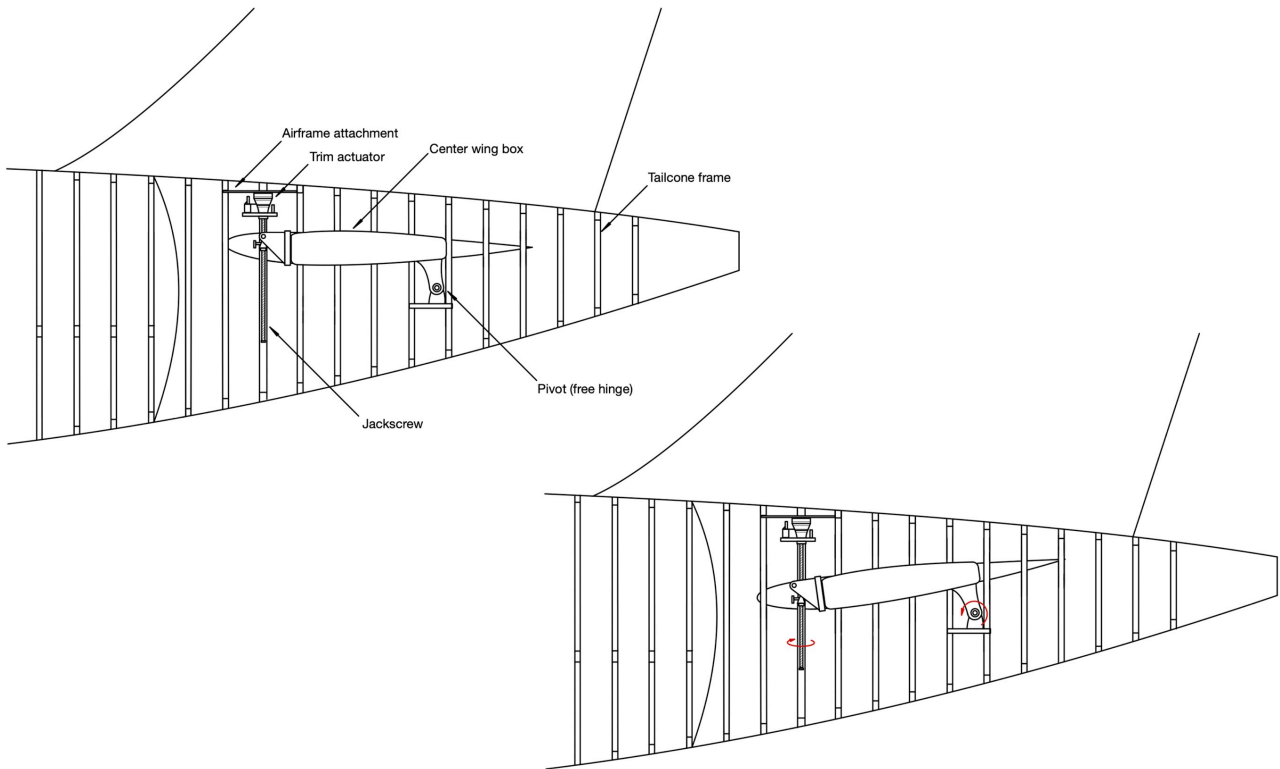 Airframe attachment
Trim actuator
Center wing box
Tailcone frame
Pivot (free hinge)
Jackscrew